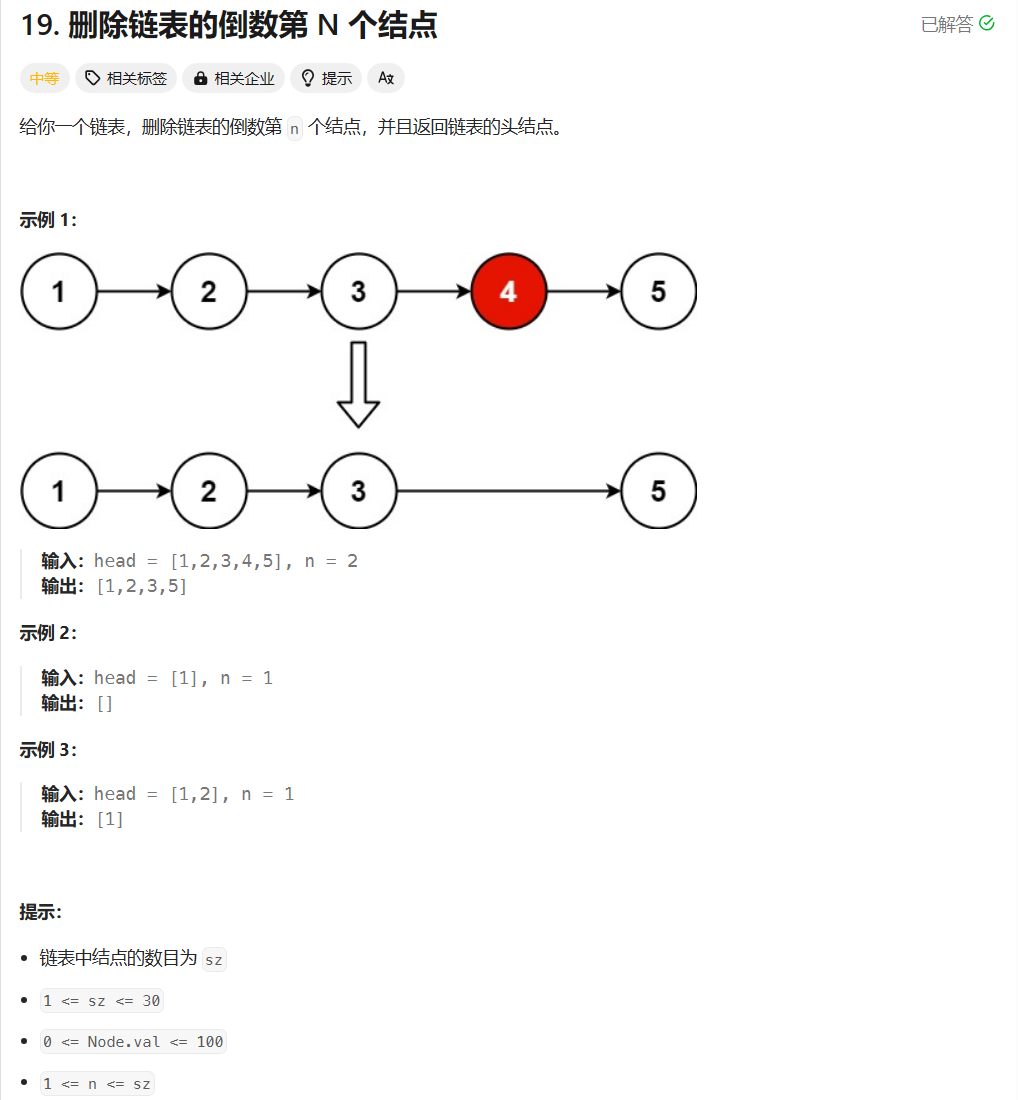 19. 删除链表的倒数第 N 个结点
已解答
中等 相关标签 相关企业 提示 Aあ
给你一个链表，删除链表的倒数第 n 个结点，并且返回链表的头结点。
示例 1：
1 2 3 4 5
1 2 3 5
输入：head = [1,2,3,4,5], n = 2
输出：[1,2,3,5]
示例 2：
输入：head = [1], n = 1
输出：[]
示例 3：
输入：head = [1,2], n = 1
输出：[1]
提示：
链表中结点的数目为 sz
1 <= sz <= 30
0 <= Node.val <= 100
1 <= n <= sz